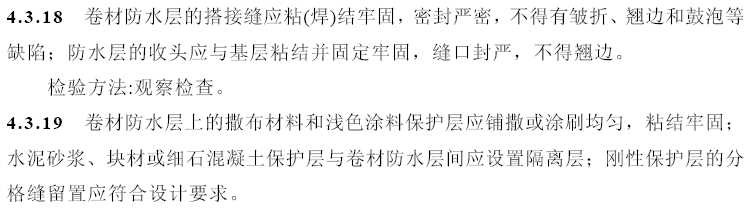 4.3.18 卷材防水层的搭接缝应粘(焊)结牢固，密封严密，不得有皱折、翘边和鼓泡等
缺陷；防水层的收头应与基层粘结并固定牢固，缝口封严，不得翘边。
检验方法:观察检查。
4.3.19 卷材防水层上的撒布材料和浅色涂料保护层应铺撒或涂刷均匀，粘结牢固；
水泥砂浆、块材或细石混凝土保护层与卷材防水层间应设置隔离层；刚性保护层的分
格缝留置应符合设计要求。